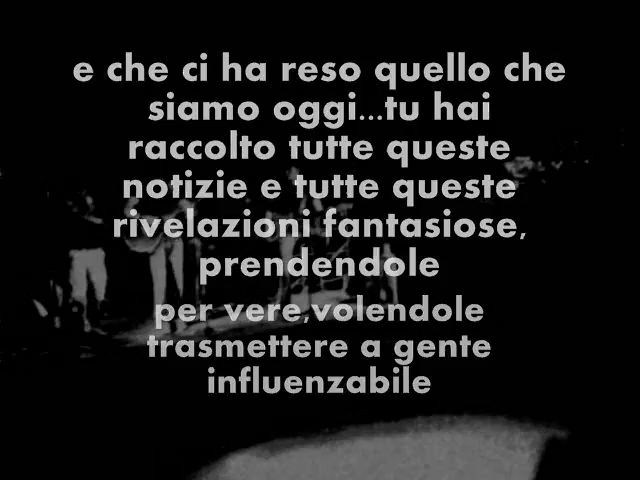 e che ci ha reso quello che
siamo oggi...tu hai
raccolto tutte queste
notizie e tutte queste
rivelazioni fantasiose,
prendendole
per vere,volendole
trasmettere a gente
influenzabile